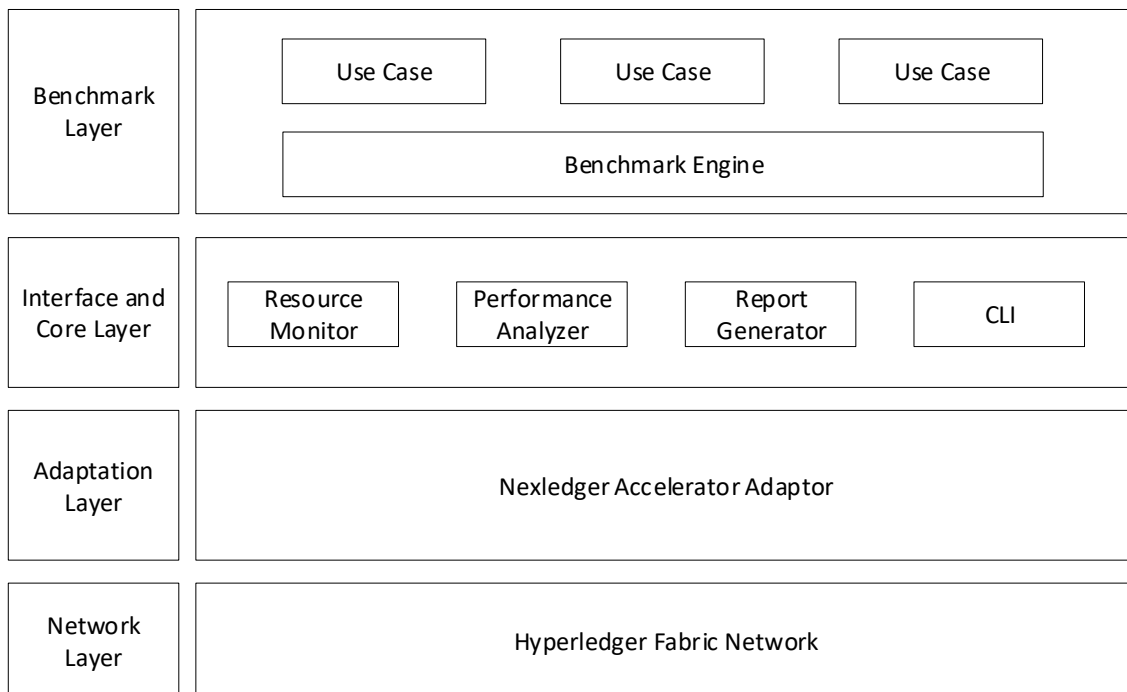 Benchmark
Layer
Use Case
Use Case
Use Case
Benchmark Engine
Interface and
Core Layer
Resource
Monitor
Performance
Analyzer
Report
Generator
CLI
Adaptation
Layer
Nexledger Accelerator Adaptor
Network
Layer
Hyperledger Fabric Network